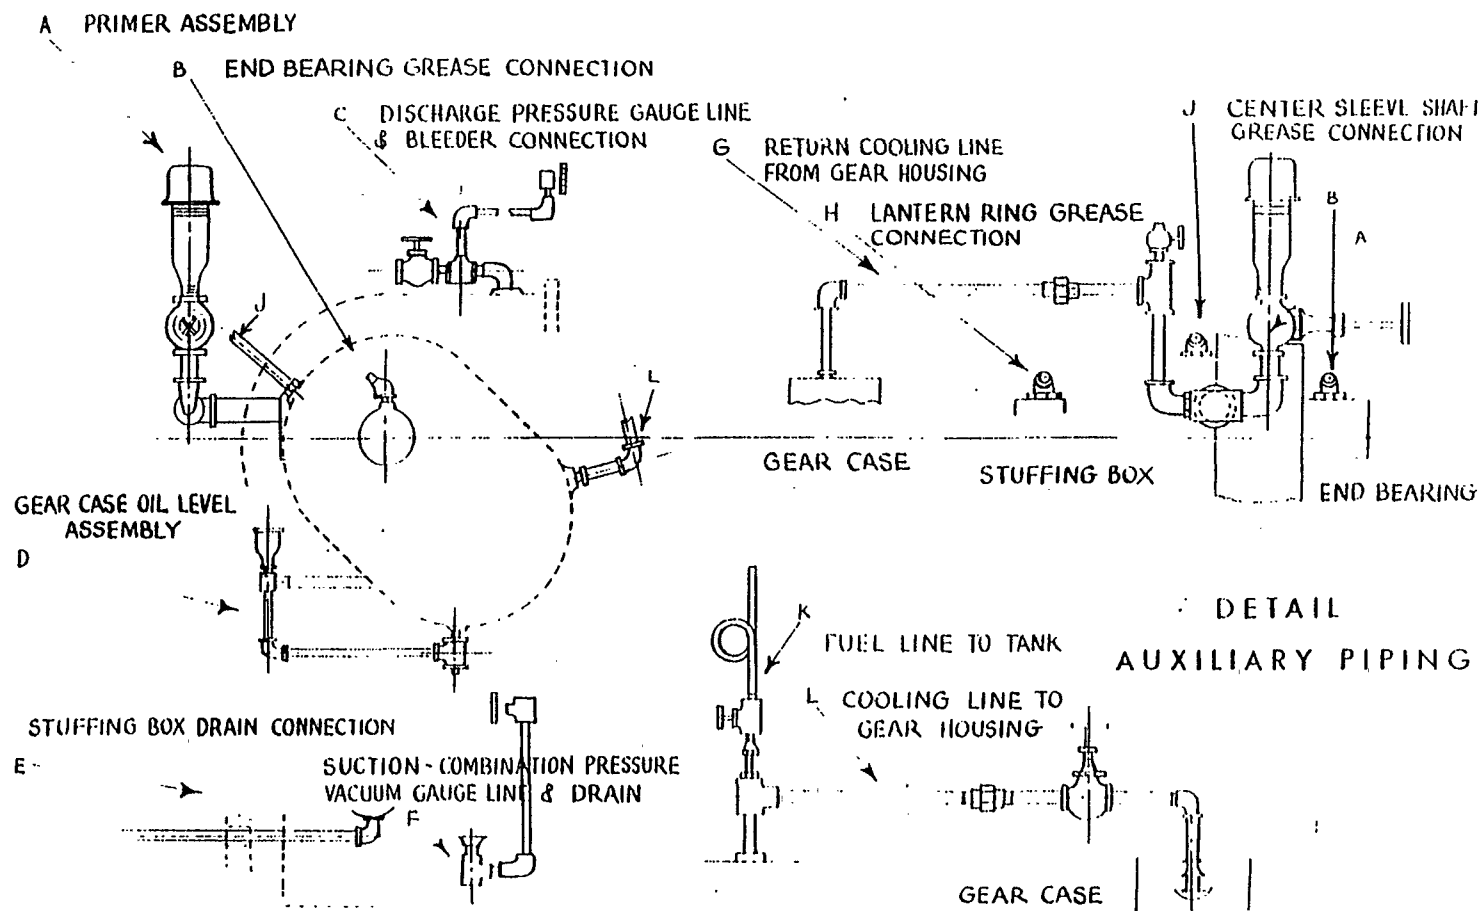 A PRIMER ASSEMBLY
B END BEARING GREASE CONNECTION
C DISCHARGE PRESSURE GAUGE LINE
& BLEEDER CONNECTION
G RETURN COOLING LINE
FROM GEAR HOUSING
H LANTERN RING GREASE
CONNECTION
J CENTER SLEEVE SHAFT
GREASE CONNECTION
B
A
J
L
GEAR CASE
STUFFING BOX
END BEARING
GEAR CASE OIL LEVEL
ASSEMBLY
D
K
FUEL LINE TO TANK
DETAIL
AUXILIARY PIPING
L COOLING LINE TO
GEAR HOUSING
STUFFING BOX DRAIN CONNECTION
E
SUCTION - COMBINATION PRESSURE
VACUUM GAUGE LINE & DRAIN
F
GEAR CASE